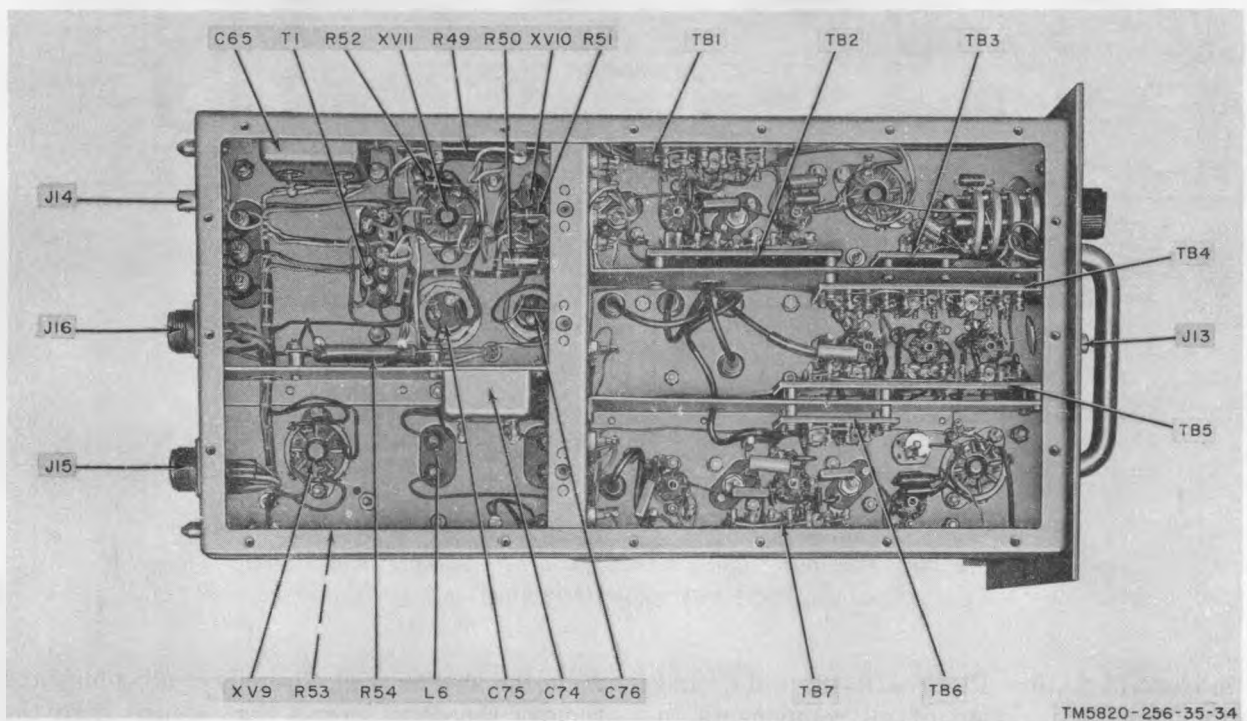 C65 T1 R52 XV11 R49 R50 XV10 R51 TB1 TB2 TB3
J14
TB4
J16
J13
TB5
J15
XV9 R53 R54 L6 C75 C74 C76 TB7 TB6
TM5820-256-35-34